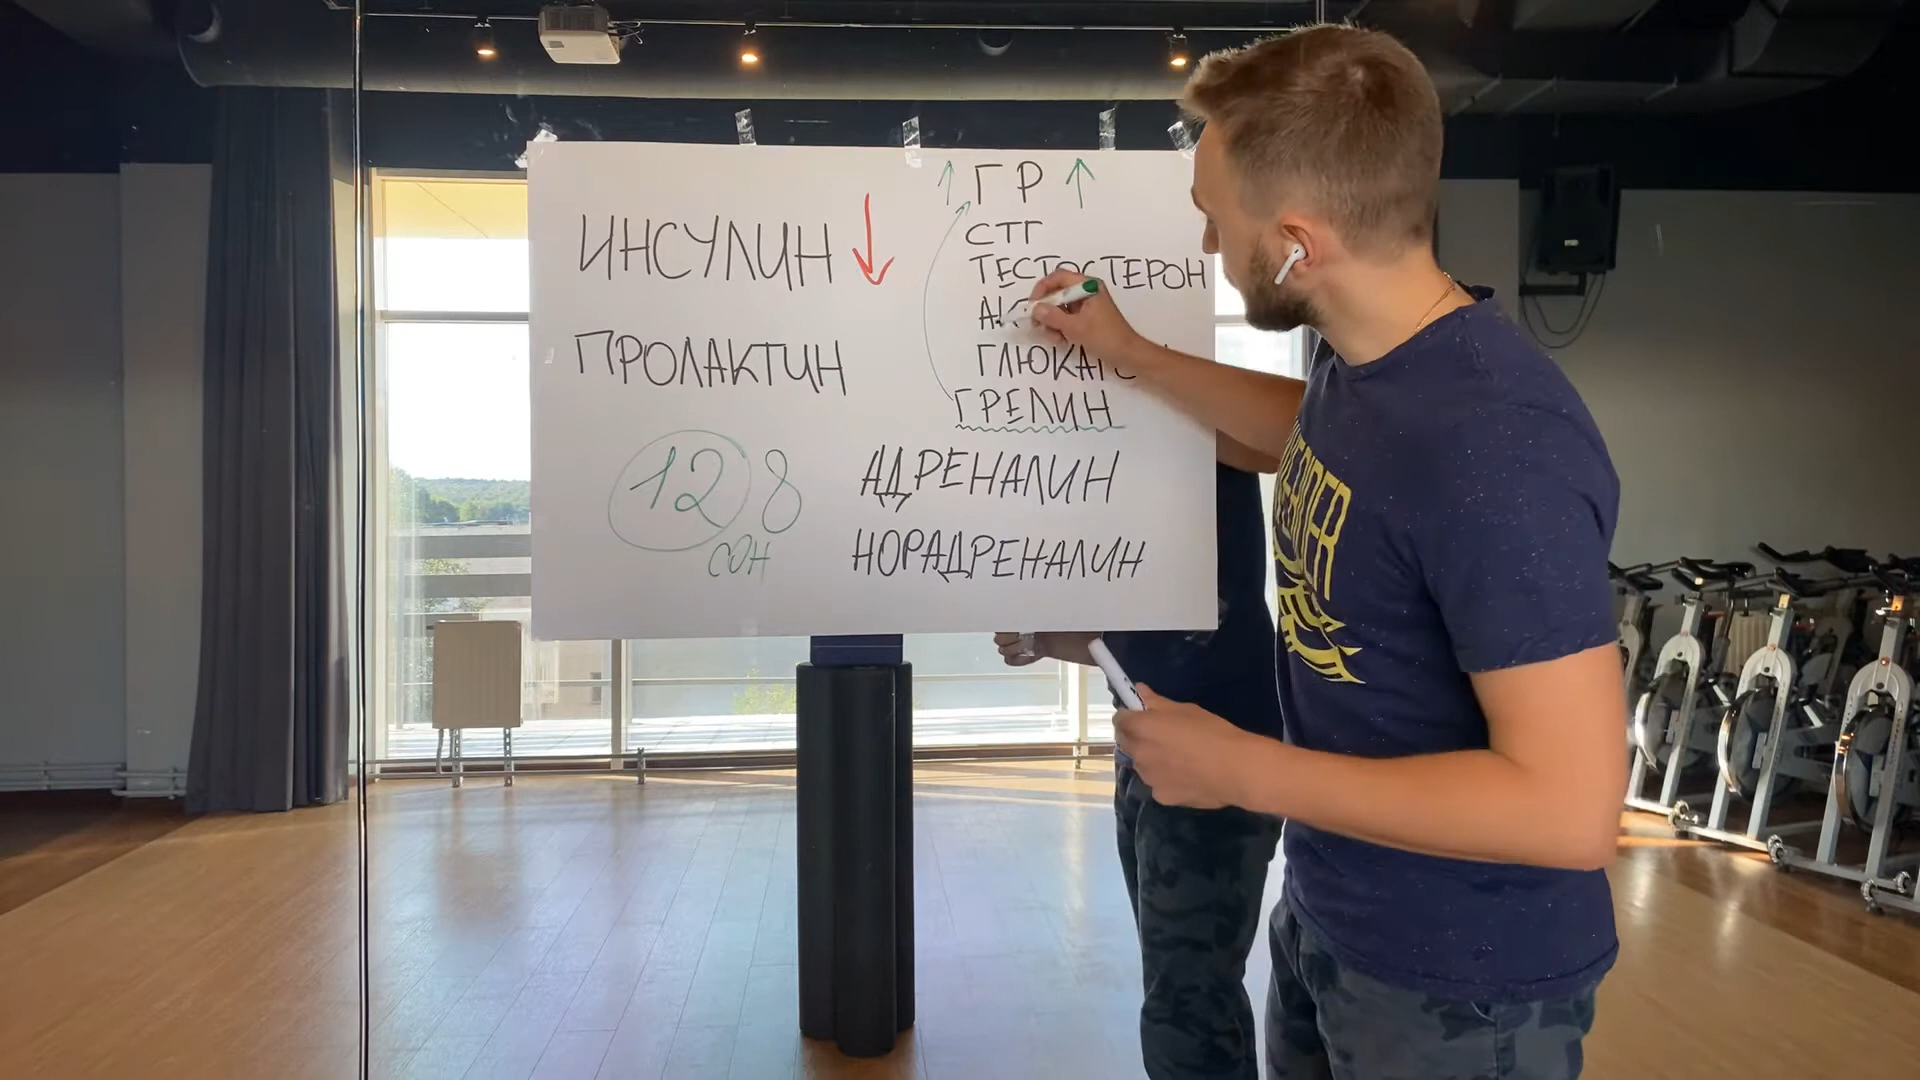 ИНСУЛИН
ПРОЛАКТИН
12 8
СОН
ГР
СТГ
ТЕСТОСТЕРОН
ГРЕЛИН
АДРЕНАЛИН
НОРАДРЕНАЛИН